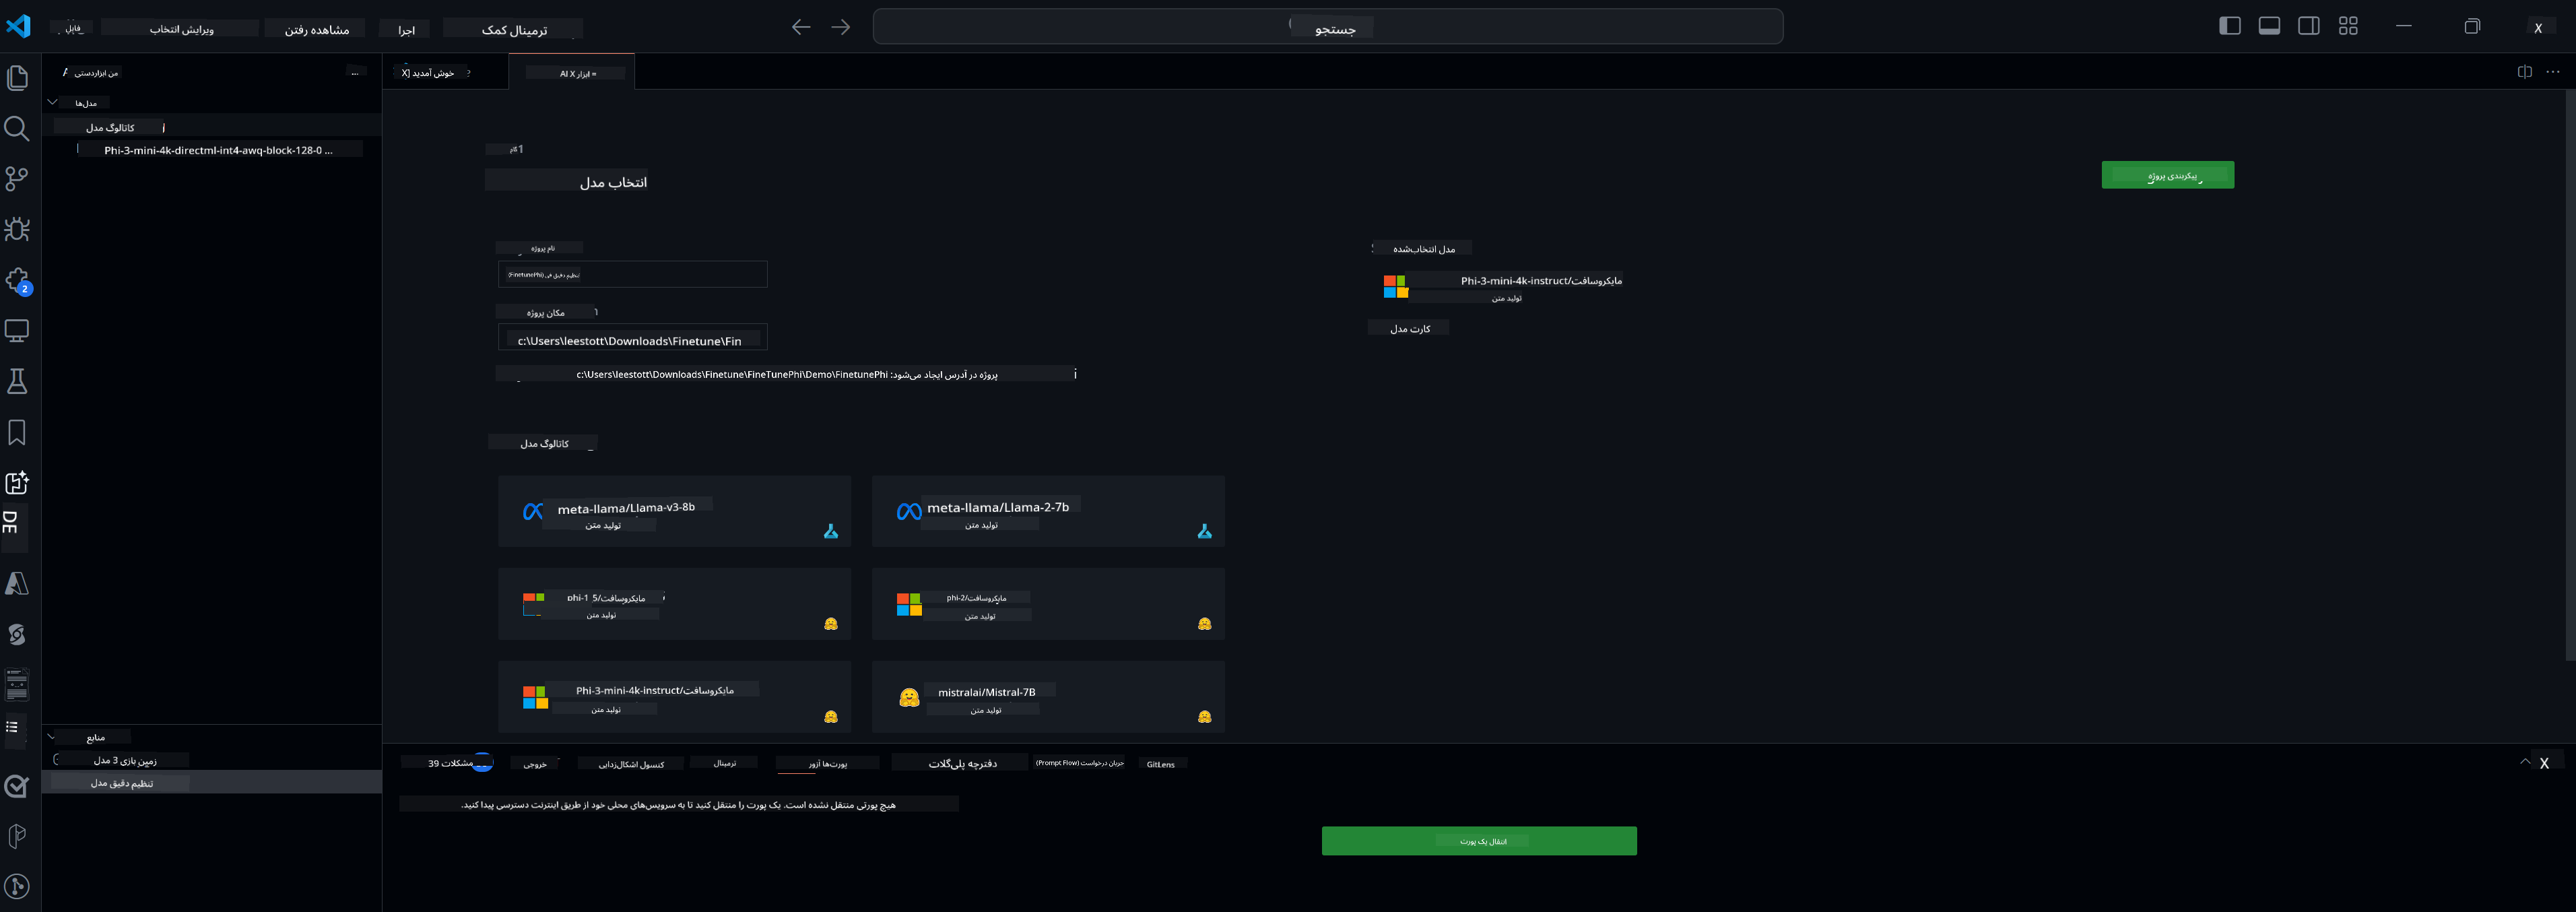 فایل
ویرایش انتخاب
مشاهده رفتن
اجرا
ترمینال کمک
جستجو
X
من ابزاردستی
...
خوش آمدید [X
= ابزار AI X
مدل‌ها
کاتالوگ مدل
Phi-3-mini-4k-directml-int4-awq-block-128-0 ...
گام 1
انتخاب مدل
پیکربندی پروژه
نام پروژه
مدل انتخاب‌شده
مایکروسافت/Phi-3-mini-4k-instruct
تولید متن
مکان پروژه
کارت مدل
c:\Users\leestott\Downloads\Finetune\Fin
پروژه در آدرس ایجاد می‌شود: c:\Users\leestott\Downloads\Finetune\FineTunePhi\Demo\FinetunePhi
کاتالوگ مدل
meta-llama/Llama-v3-8b
تولید متن
meta-llama/Llama-2-7b
تولید متن
مایکروسافت/phi-1_5
تولید متن
مایکروسافت/phi-2
تولید متن
مایکروسافت/Phi-3-mini-4k-instruct
تولید متن
mistralai/Mistral-7B
تولید متن
2
DE
منابع
زمین بازی 3 مدل
تنظیم دقیق مدل
مشکلات 39
خروجی
کنسول اشکال‌زدایی
ترمینال
پورت‌ها آزور
دفترچه پلی‌گلات
جریان درخواست (Prompt Flow)
GitLens
X
هیچ پورتی منتقل نشده است. یک پورت را منتقل کنید تا به سرویس‌های محلی خود از طریق اینترنت دسترسی پیدا کنید.
انتقال یک پورت